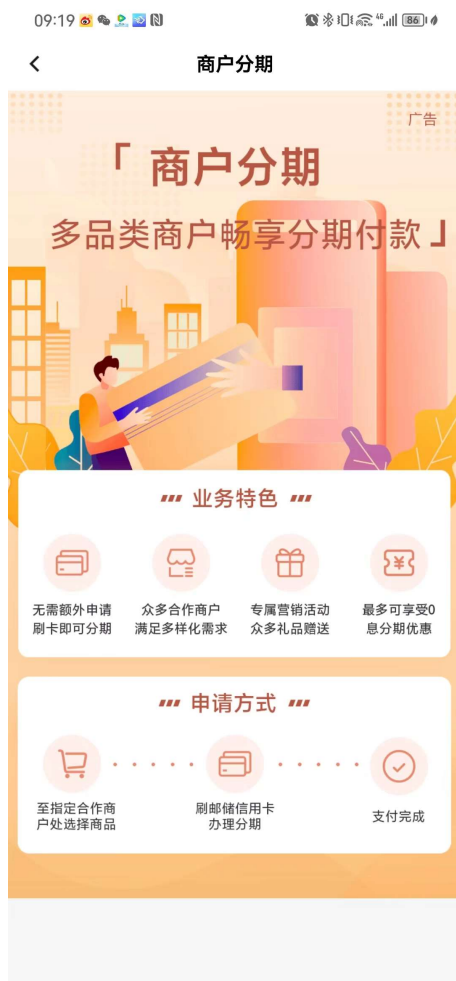 09:19
46
86
商户分期
广告
「 商户分期
多品类商户畅享分期付款 」
业务特色
无需额外申请
刷卡即可分期
众多合作商户
满足多样化需求
专属营销活动
众多礼品赠送
最多可享受0
息分期优惠
申请方式
至指定合作商
户处选择商品
刷邮储信用卡
办理分期
支付完成